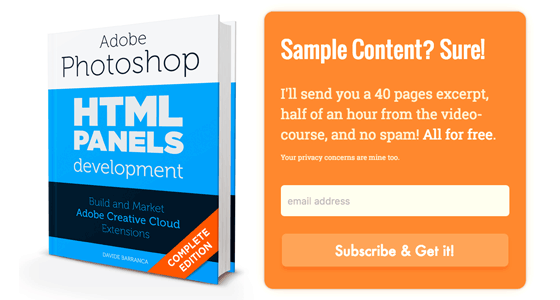 Adobe
Photoshop
HTML
PANELS
development
Build and Market
Adobe Creative Cloud
Extensions
DAVIDE BARRANCA
COMPLETE
EDITION
Sample Content? Sure!
I'll send you a 40 pages excerpt,
half of an hour from the video-
course, and no spam! All for free.
Your privacy concerns are mine too.
email address
Subscribe & Get it!